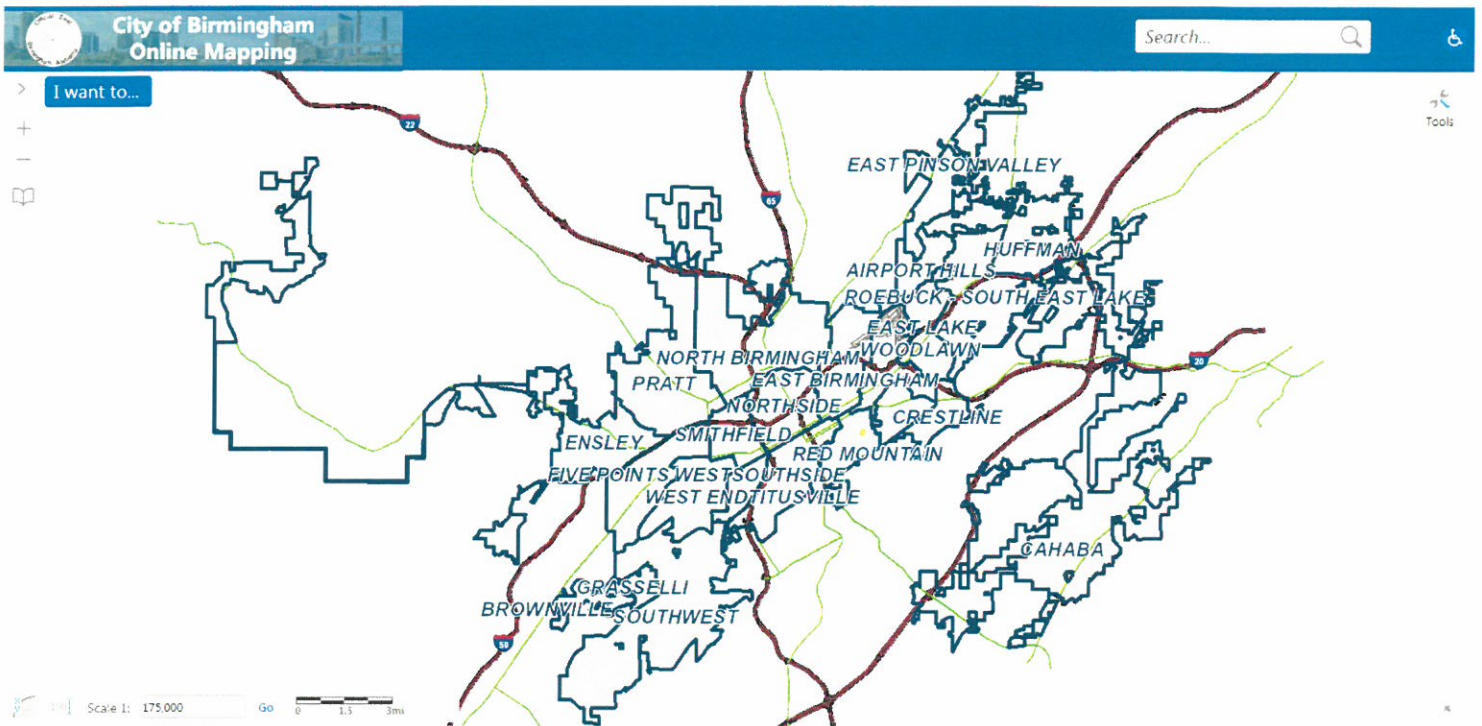 City of Birmingham
Online Mapping
Search...
I want to...
Tools
22
65
EAST PINSON VALLEY
HUFFMAN
AIRPORT HILLS
ROEBUCK - SOUTH EAST LAKE
EAST LAKE
NORTH BIRMINGHAM
WOODLAWN
20
PRATT
EAST BIRMINGHAM
NORTHSIDE
CRESTLINE
ENSLEY
SMITHFIELD
RED MOUNTAIN
FIVE POINTS WEST
SOUTHSIDE
WEST END
TITUSVILLE
CAHABA
GRASSELLI
BROWNVILLE
SOUTHWEST
Scale 1: 175,000 Go
0 1.5 3mi